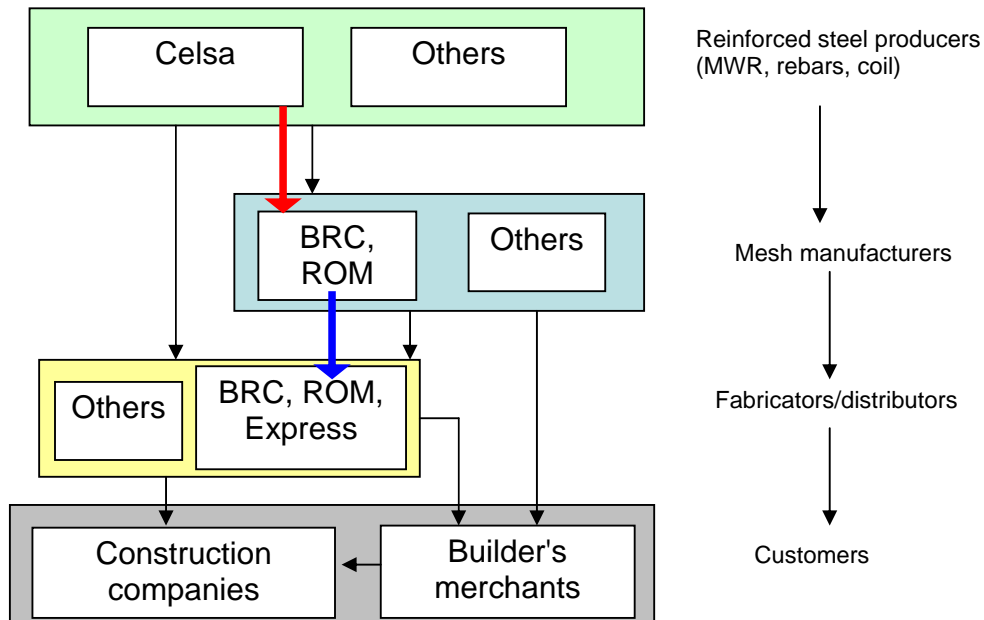 Celsa
Others
Reinforced steel producers
(MWR, rebars, coil)
BRC,
ROM
Others
Mesh manufacturers
Others
BRC, ROM,
Express
Fabricators/distributors
Construction
companies
Builder's
merchants
Customers